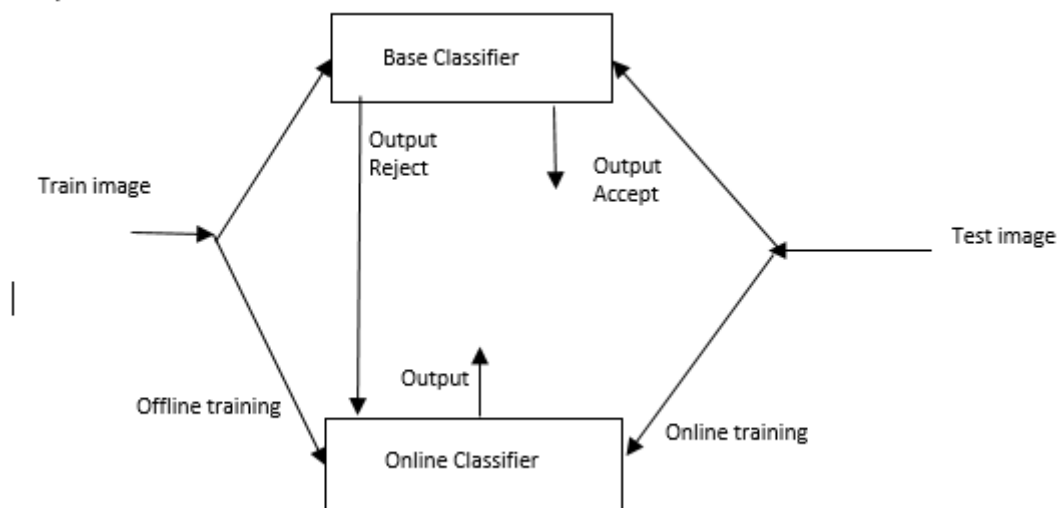 Base Classifier
Output
Reject
Output
Accept
Train image
Test image
Output
Offline training
Online training
Online Classifier